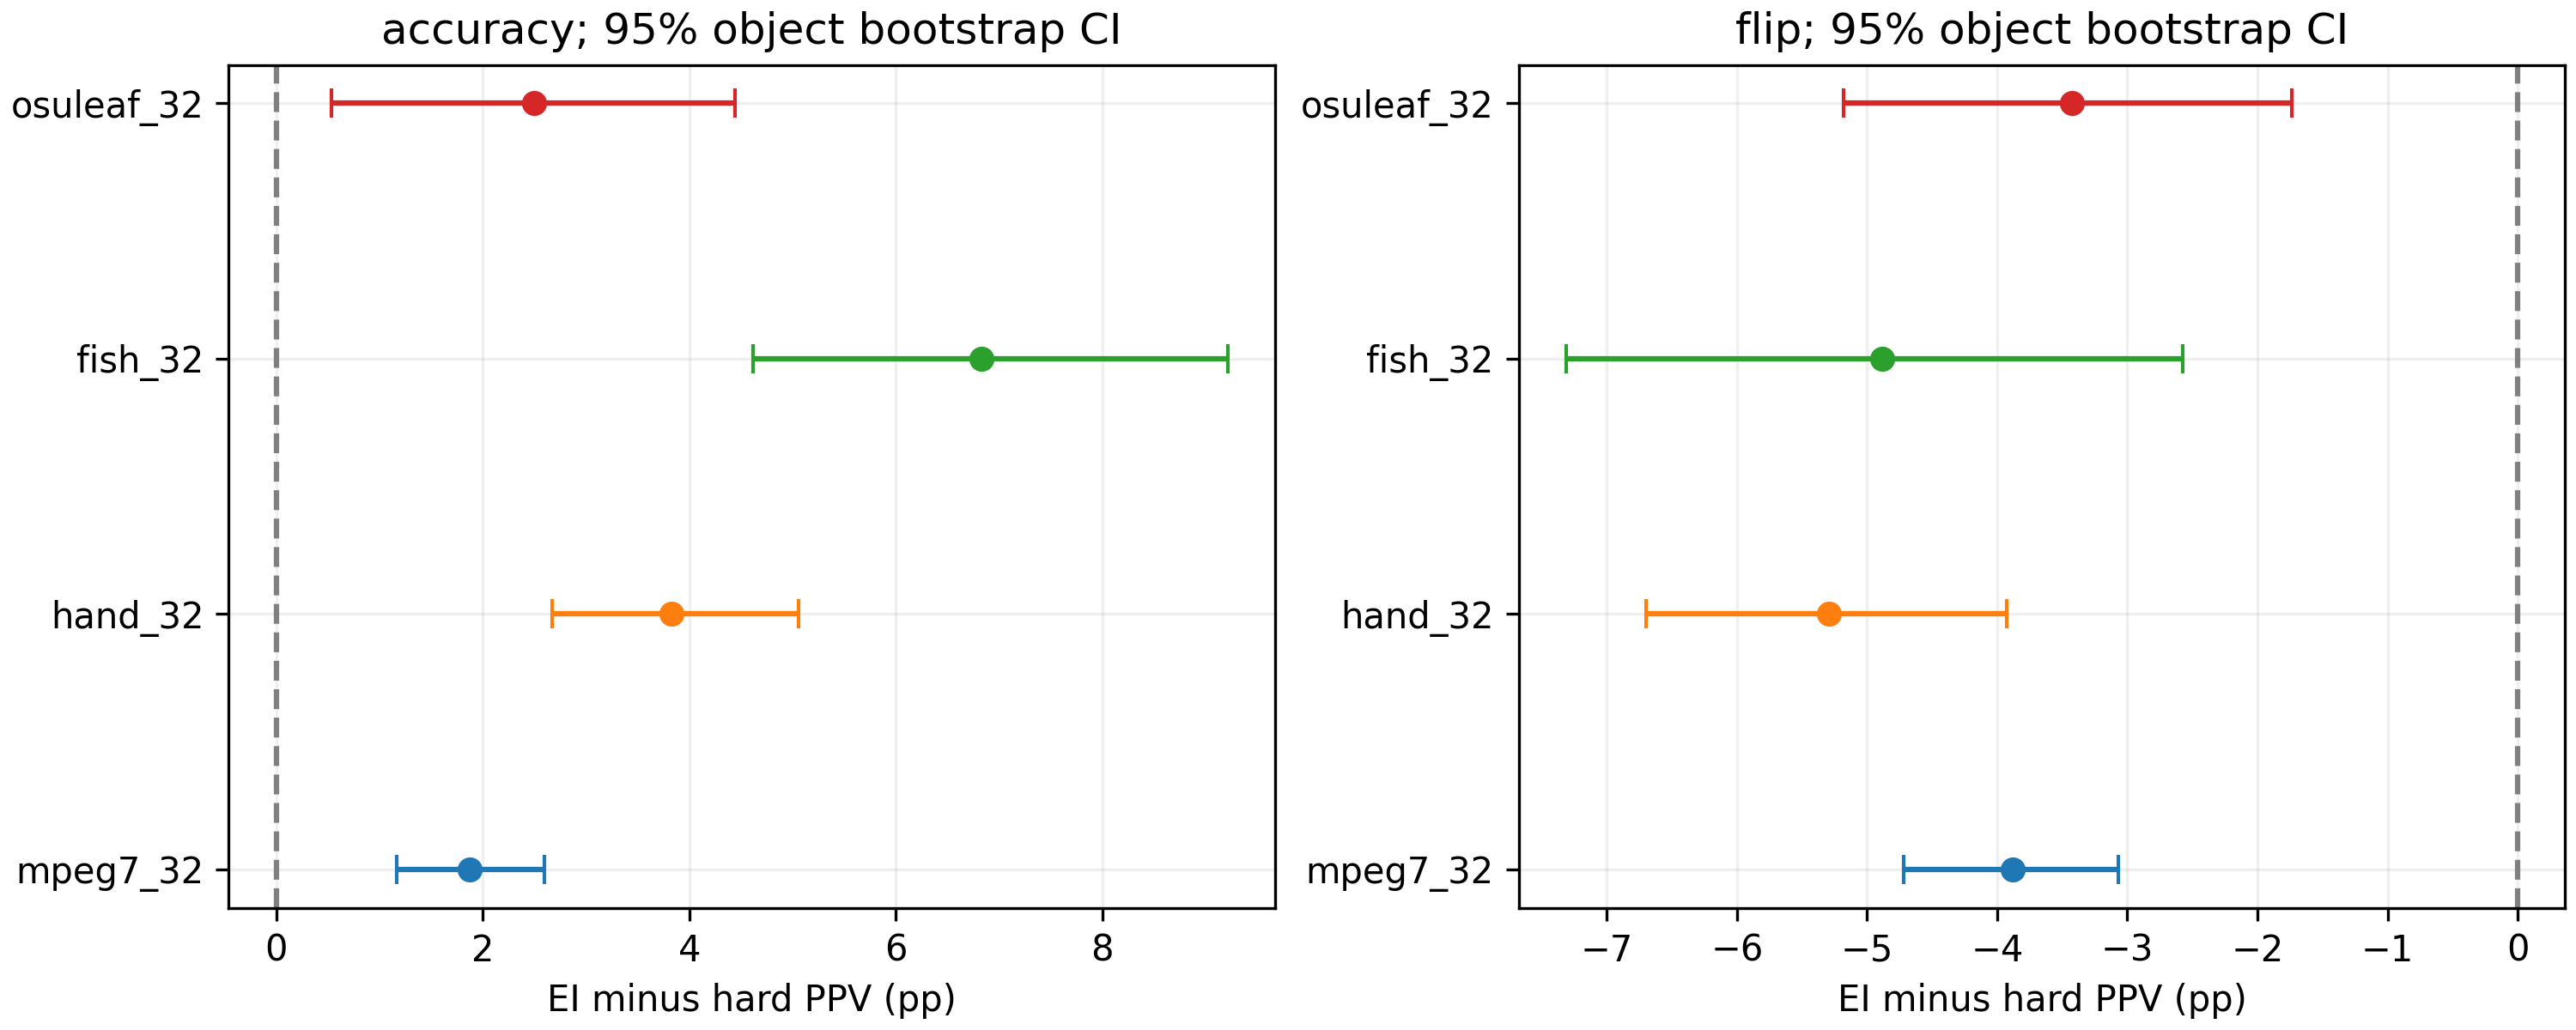 accuracy; 95% object bootstrap CI
osuleaf_32
fish_32
hand_32
mpeg7_32
0 2 4 6 8
EI minus hard PPV (pp)
flip; 95% object bootstrap CI
osuleaf_32
fish_32
hand_32
mpeg7_32
−7 −6 −5 −4 −3 −2 −1 0
EI minus hard PPV (pp)